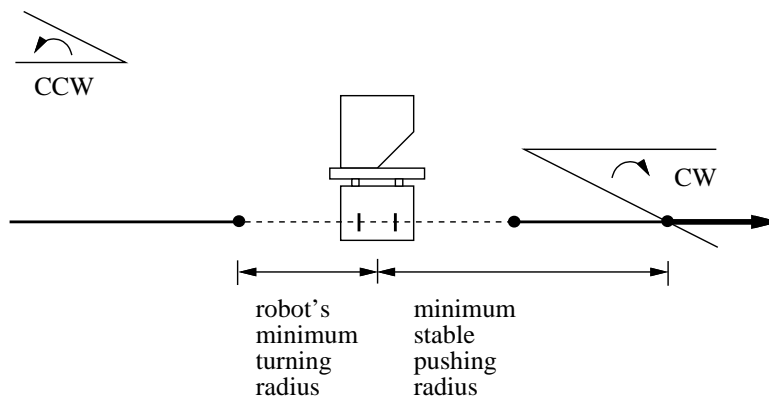 CCW
CW
robot's
minimum
turning
radius
minimum
stable
pushing
radius